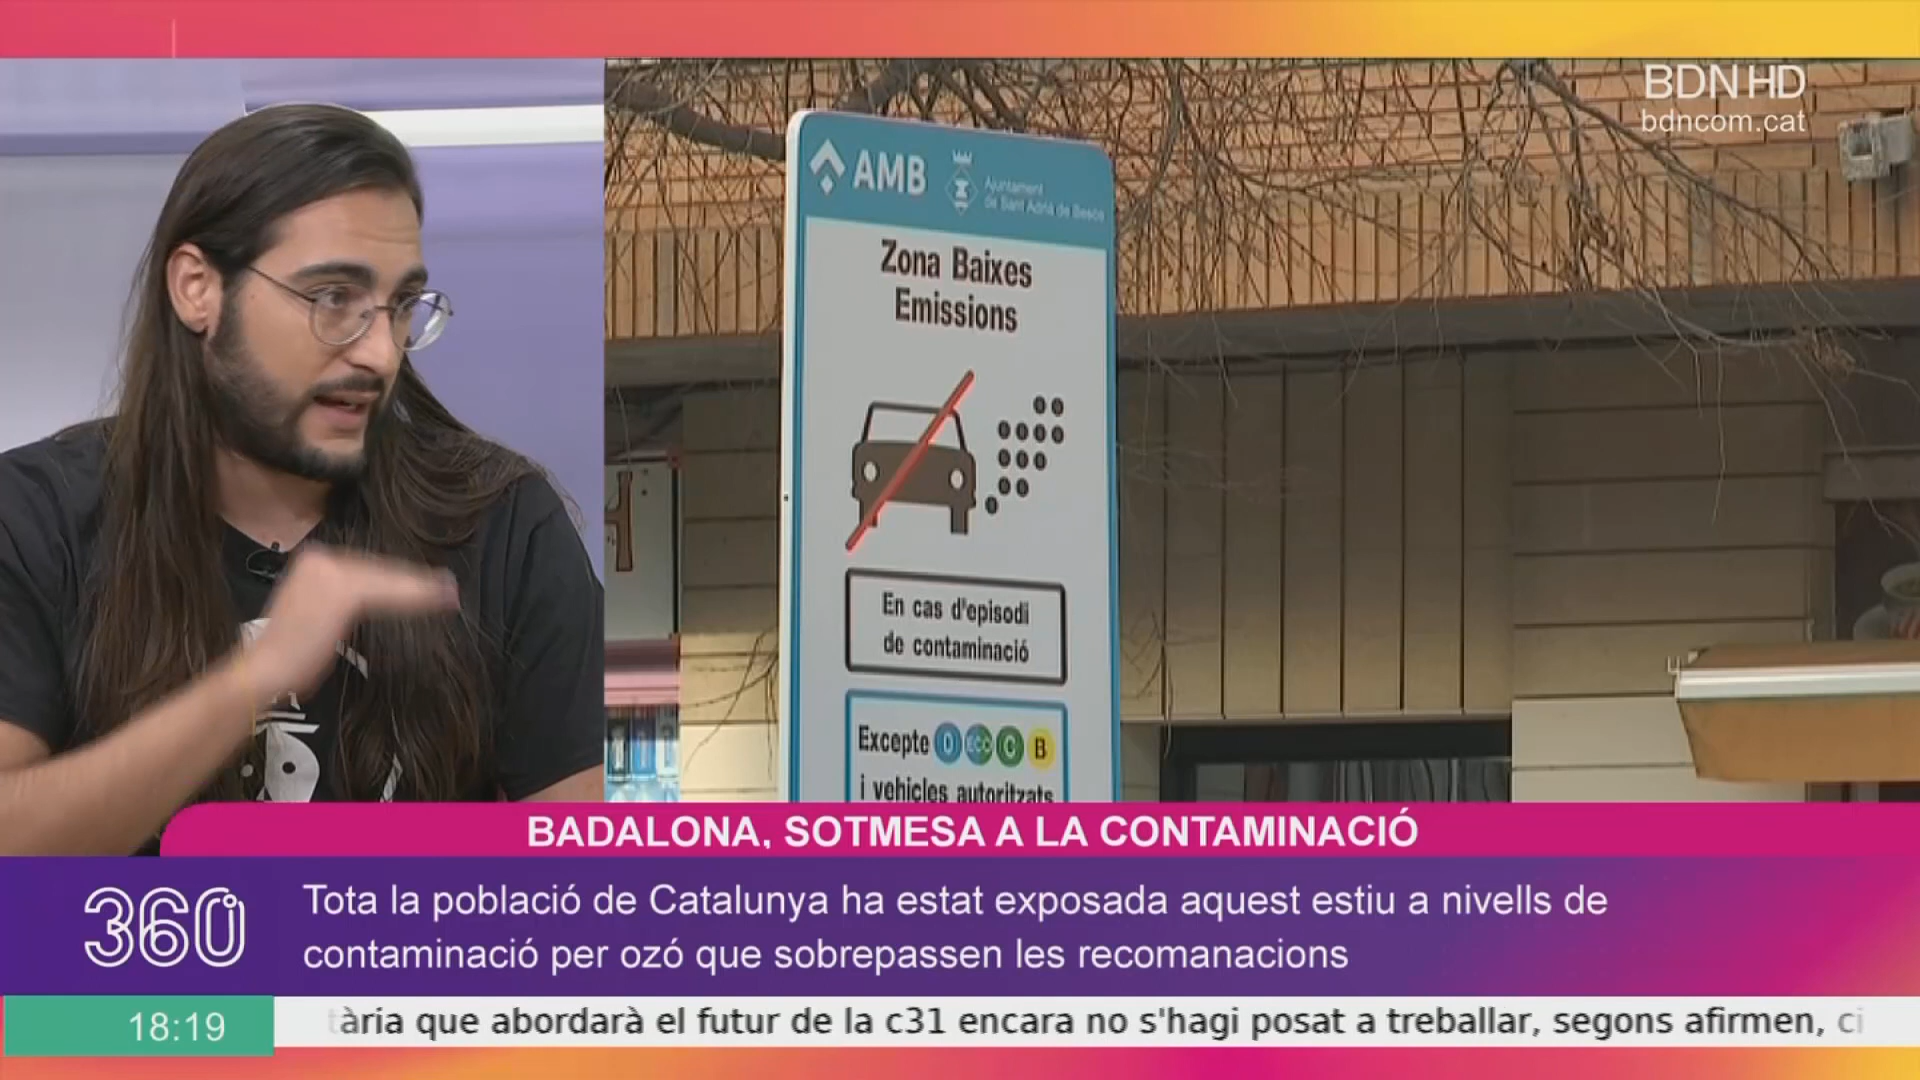 BDN HD
bdncom.cat
AMB
Ajuntament
de Sant Adrià de Besòs
Zona Baixes
Emissions
En cas d'episodi
de contaminació
Excepte 0 ECO C B
i vehicles autoritzats
BADALONA, SOTMESA A LA CONTAMINACIÓ
360
Tota la població de Catalunya ha estat exposada aquest estiu a nivells de
contaminació per ozó que sobrepassen les recomanacions
18:19
tària que abordarà el futur de la c31 encara no s'hagi posat a treballar, segons afirmen, ci